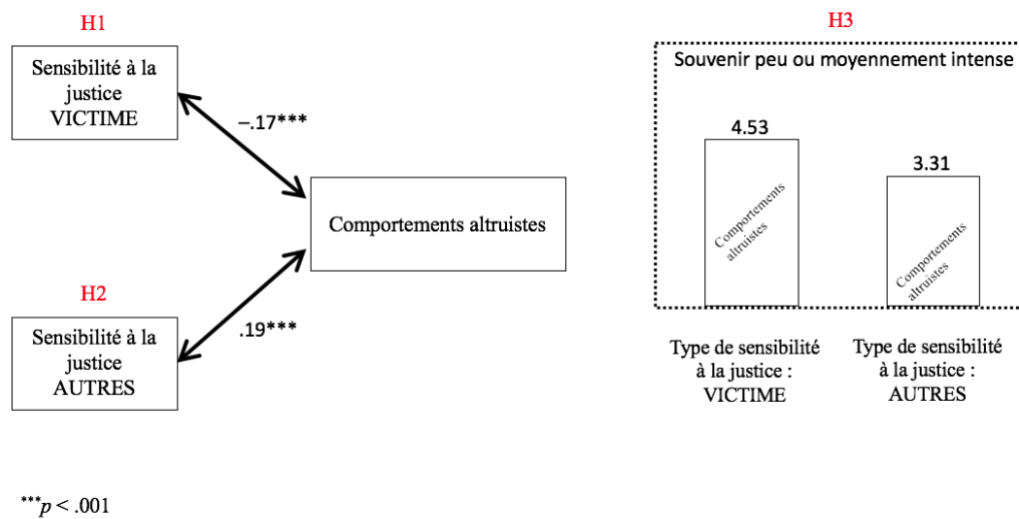 H1
Sensibilité à la
justice
VICTIME
–.17***
Comportements altruistes
H2
Sensibilité à la
justice
AUTRES
.19***
H3
Souvenir peu ou moyennement intense
4.53
Comportements
altruistes
3.31
Comportements
altruistes
Type de sensibilité
à la justice :
VICTIME
Type de sensibilité
à la justice :
AUTRES
***p < .001